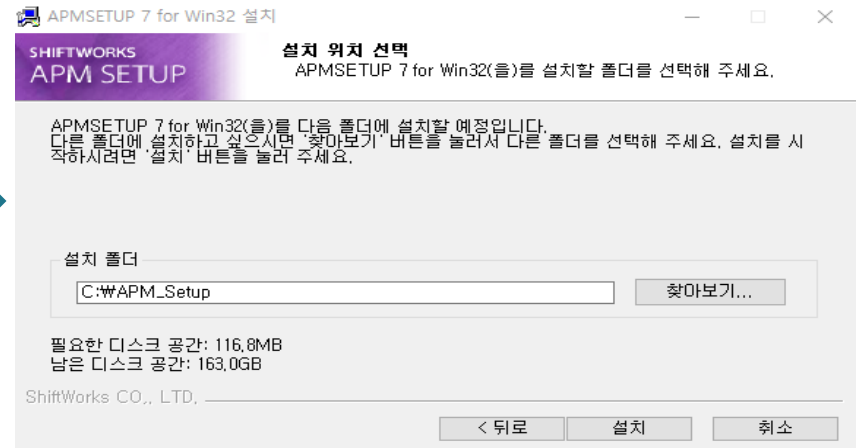 APMSETUP 7 for Win32 설치
SHIFTWORKS
APM SETUP
설치 위치 선택
APMSETUP 7 for Win32(을)를 설치할 폴더를 선택해 주세요.
APMSETUP 7 for Win32(을)를 다음 폴더에 설치할 예정입니다.
다른 폴더에 설치하고 싶으시면 '찾아보기' 버튼을 눌러서 다른 폴더를 선택해 주세요. 설치를 시
작하시려면 '설치' 버튼을 눌러 주세요.
설치 폴더
C:₩APM_Setup
찾아보기...
필요한 디스크 공간: 116.8MB
남은 디스크 공간: 163.0GB
ShiftWorks CO., LTD.
< 뒤로
설치
취소